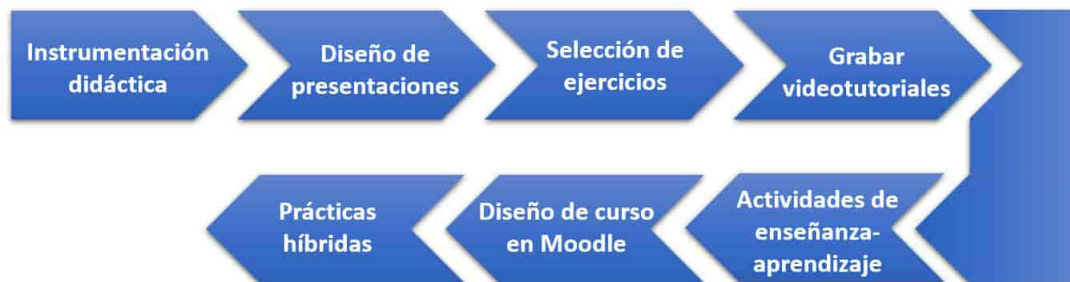 Instrumentación
didáctica
Diseño de
presentaciones
Selección de
ejercicios
Grabar
videotutoriales
Actividades de
enseñanza-
aprendizaje
Diseño de curso
en Moodle
Prácticas
híbridas